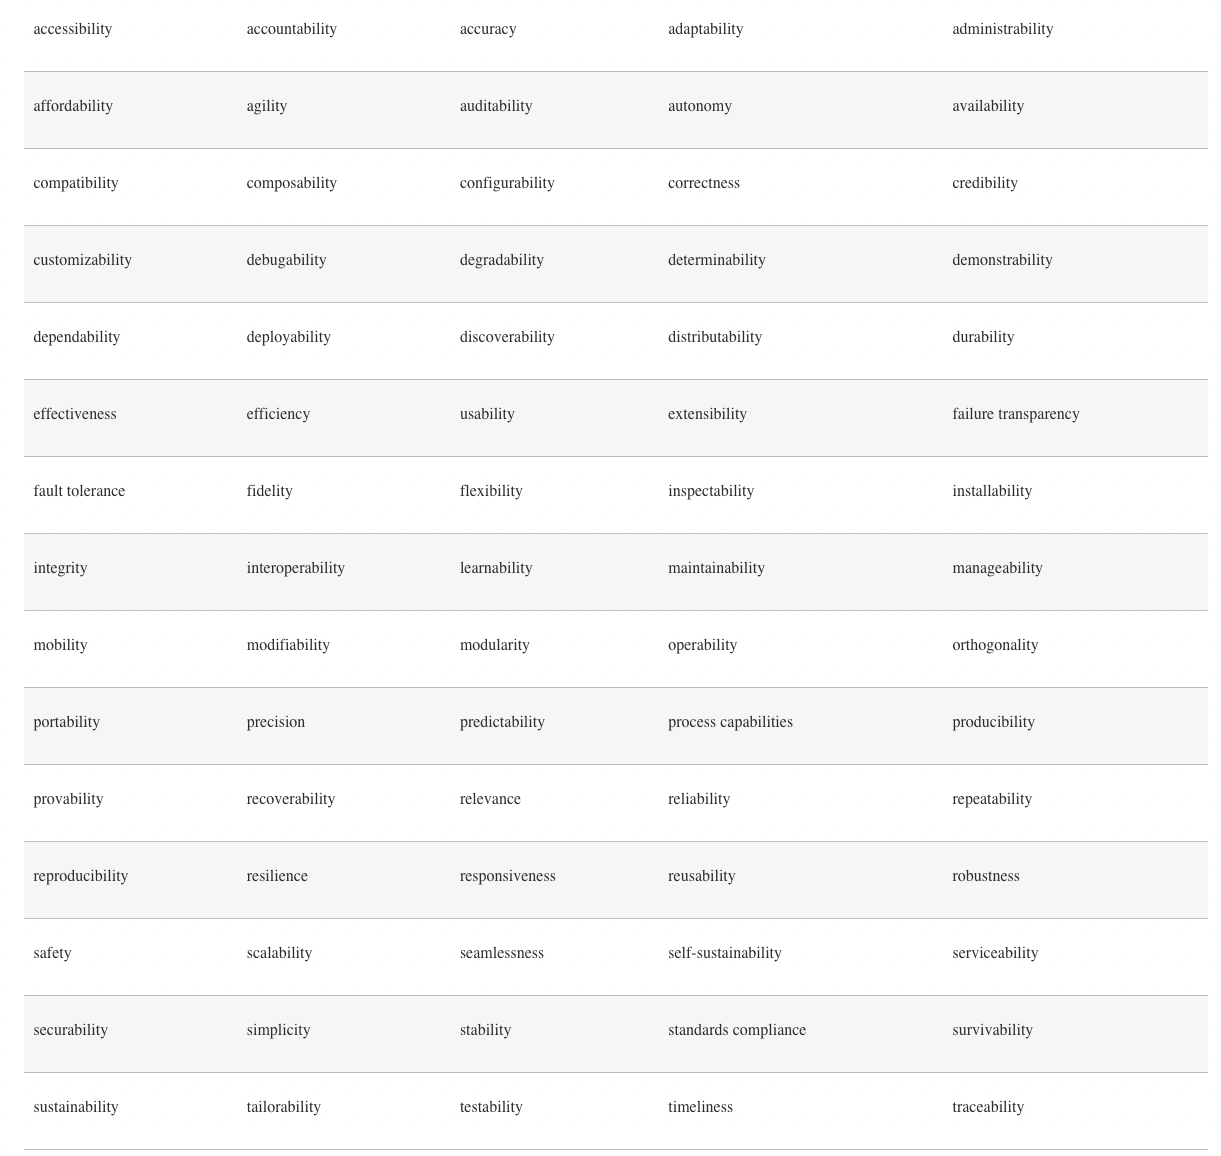 accessibility accountability accuracy adaptability administrability
affordability agility auditability autonomy availability
compatibility composability configurability correctness credibility
customizability debugability degradability determinability demonstrability
dependability deployability discoverability distributability durability
effectiveness efficiency usability extensibility failure transparency
fault tolerance fidelity flexibility inspectability installability
integrity interoperability learnability maintainability manageability
mobility modifiability modularity operability orthogonality
portability precision predictability process capabilities producibility
provability recoverability relevance reliability repeatability
reproducibility resilience responsiveness reusability robustness
safety scalability seamlessness self-sustainability serviceability
securability simplicity stability standards compliance survivability
sustainability tailorability testability timeliness traceability